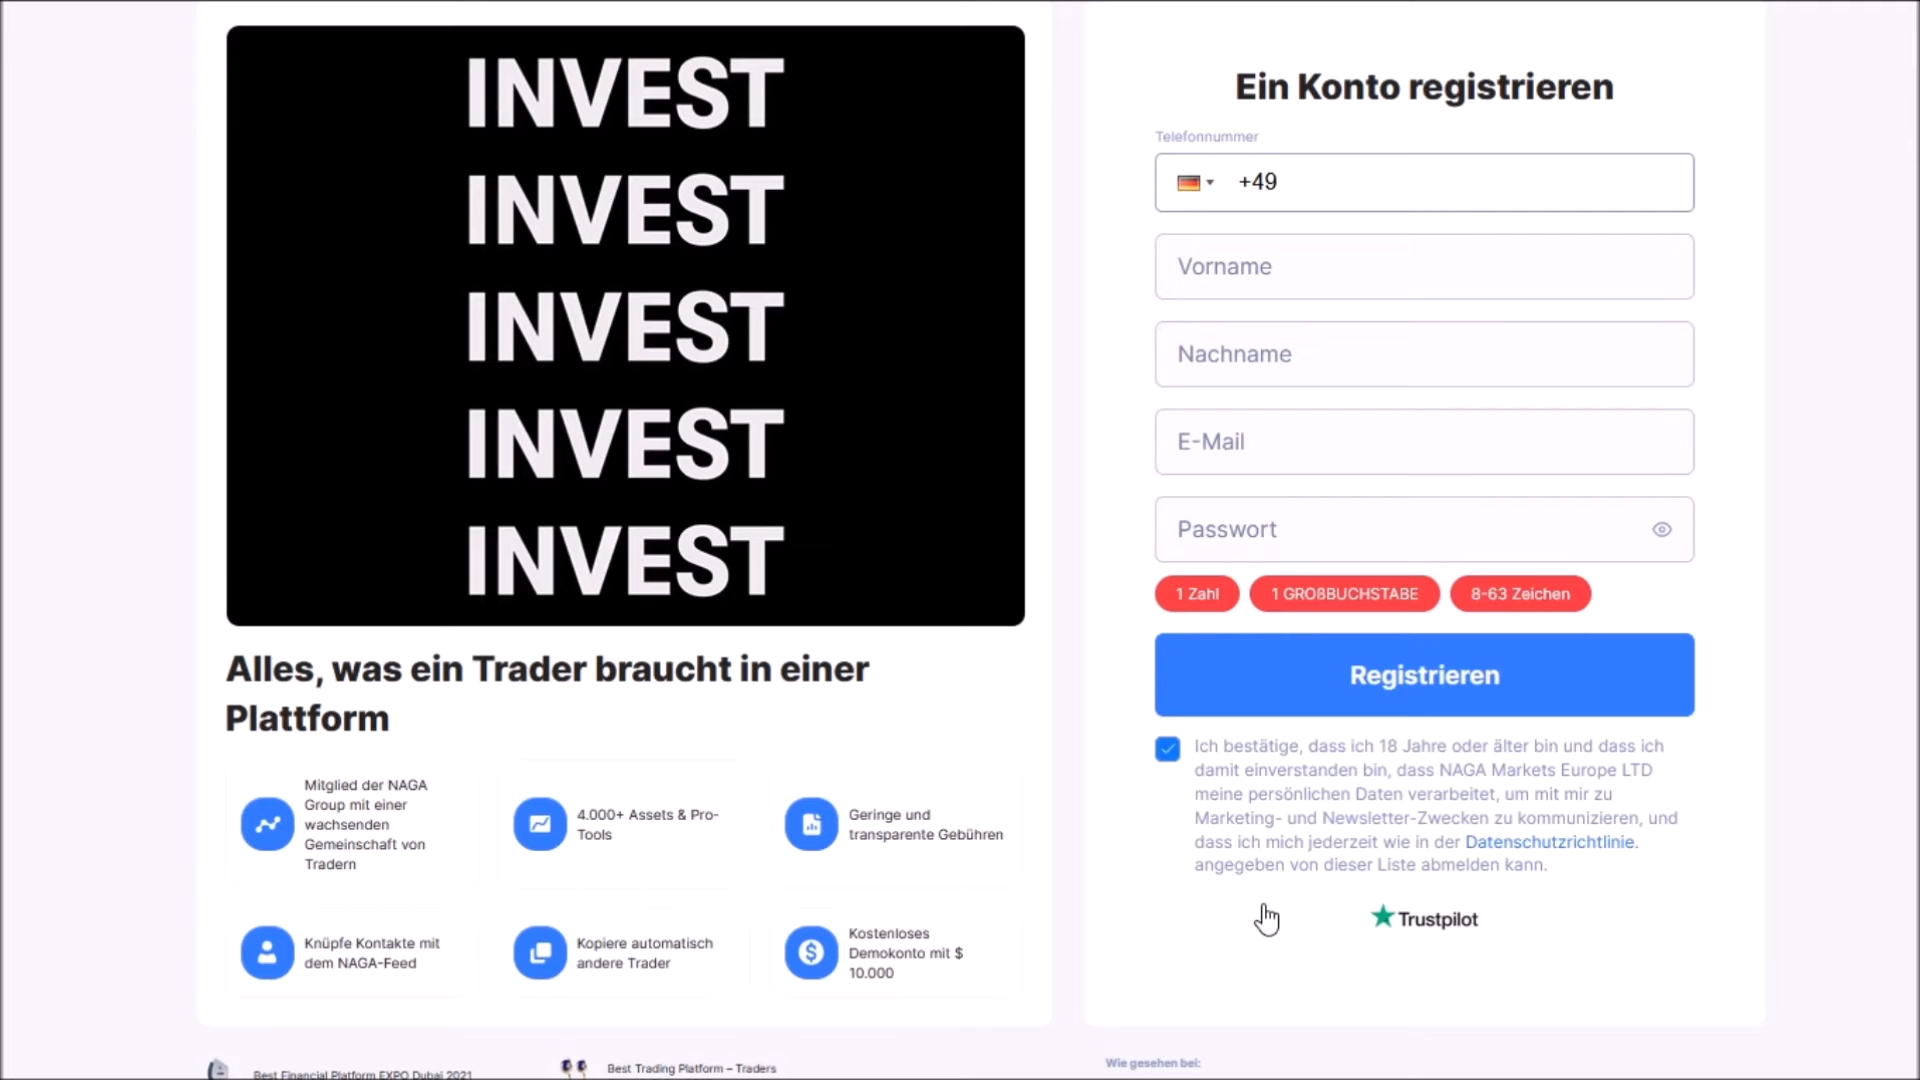 INVEST
INVEST
INVEST
INVEST
INVEST
Alles, was ein Trader braucht in einer
Plattform
Mitglied der NAGA
Group mit einer
wachsenden
Gemeinschaft von
Tradern
4.000+ Assets & Pro-
Tools
Geringe und
transparente Gebühren
Knüpfe Kontakte mit
dem NAGA-Feed
Kopiere automatisch
andere Trader
Kostenloses
Demokonto mit $
10.000
Best Financial Platform EXPO Dubai 2021
Best Trading Platform – Traders
Ein Konto registrieren
Telefonnummer
+49
Vorname
Nachname
E-Mail
Passwort
1 Zahl
1 GROßBUCHSTABE
8-63 Zeichen
Registrieren
Ich bestätige, dass ich 18 Jahre oder älter bin und dass ich
damit einverstanden bin, dass NAGA Markets Europe LTD
meine persönlichen Daten verarbeitet, um mit mir zu
Marketing- und Newsletter-Zwecken zu kommunizieren, und
dass ich mich jederzeit wie in der Datenschutzrichtlinie.
angegeben von dieser Liste abmelden kann.
Trustpilot
Wie gesehen bei: